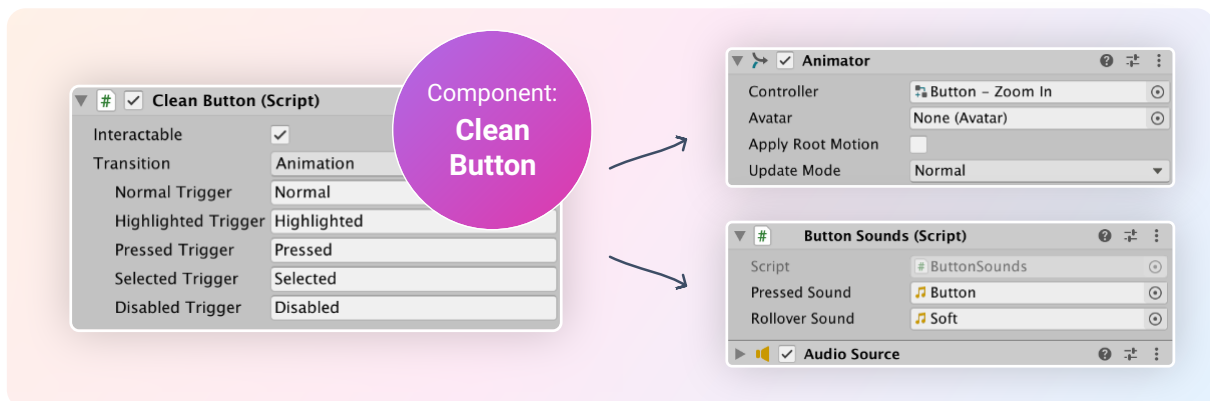 Clean Button (Script)
Interactable
Transition Animation
Normal Trigger Normal
Highlighted Trigger Highlighted
Pressed Trigger Pressed
Selected Trigger Selected
Disabled Trigger Disabled
Component:
Clean
Button
Animator
Controller Button – Zoom In
Avatar None (Avatar)
Apply Root Motion
Update Mode Normal
Button Sounds (Script)
Script ButtonSounds
Pressed Sound Button
Rollover Sound Soft
Audio Source